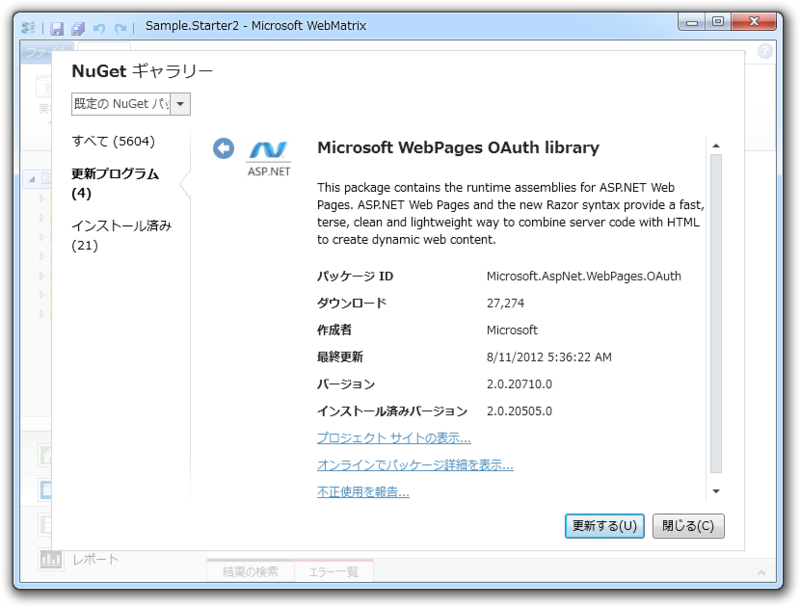 Sample.Starter2 - Microsoft WebMatrix
NuGet ギャラリー
既定の NuGet パッ
すべて (5604)
更新プログラム
(4)
インストール済み
(21)
ASP.NET
Microsoft WebPages OAuth library
This package contains the runtime assemblies for ASP.NET Web
Pages. ASP.NET Web Pages and the new Razor syntax provide a fast,
terse, clean and lightweight way to combine server code with HTML
to create dynamic web content.
パッケージ ID Microsoft.AspNet.WebPages.OAuth
ダウンロード 27,274
作成者 Microsoft
最終更新 8/11/2012 5:36:22 AM
バージョン 2.0.20710.0
インストール済みバージョン 2.0.20505.0
プロジェクト サイトの表示...
オンラインでパッケージ詳細を表示...
不正使用を報告...
更新する(U) 閉じる(C)
レポート
結果の検索 エラー一覧